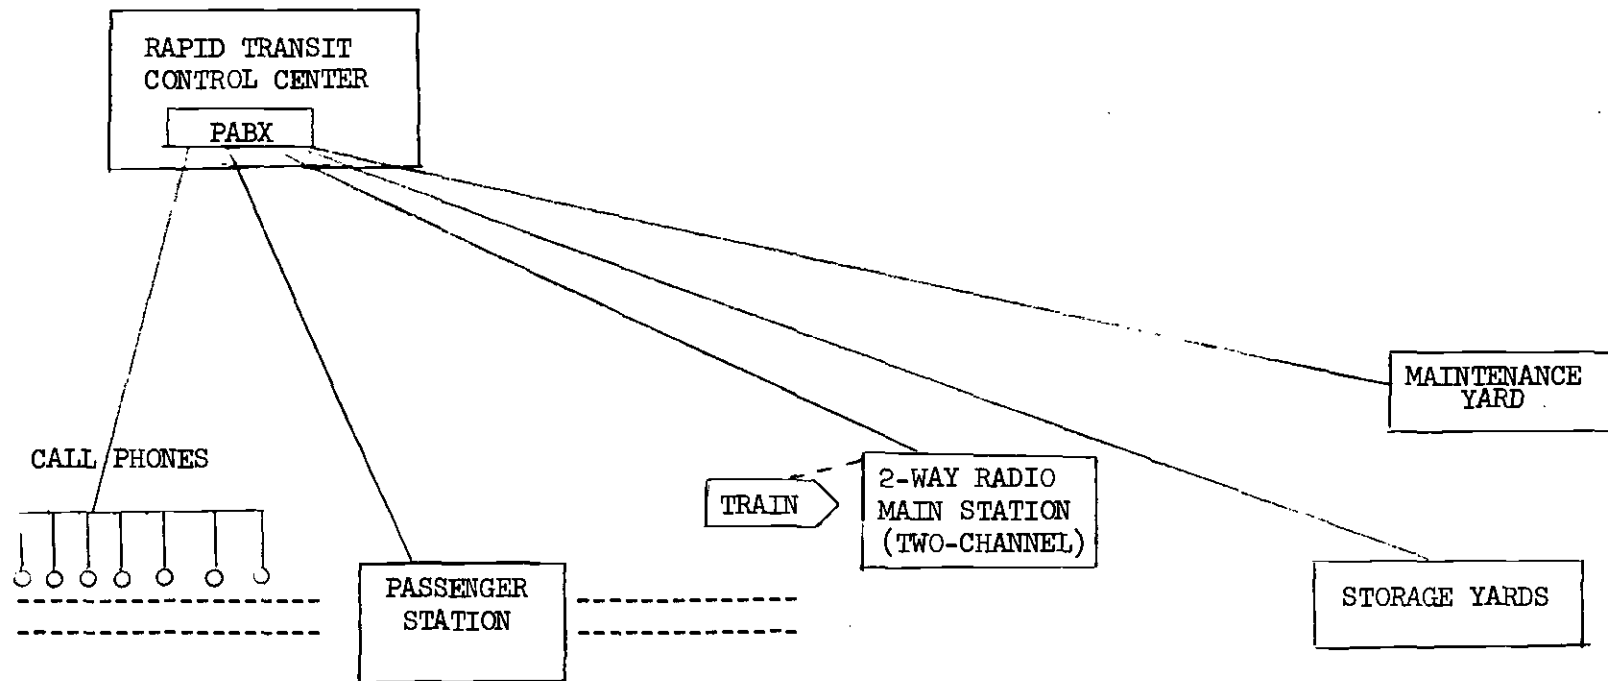 RAPID TRANSIT
CONTROL CENTER
PABX
MAINTENANCE
YARD
CALL PHONES
TRAIN
2-WAY RADIO
MAIN STATION
(TWO-CHANNEL)
PASSENGER
STATION
STORAGE YARDS